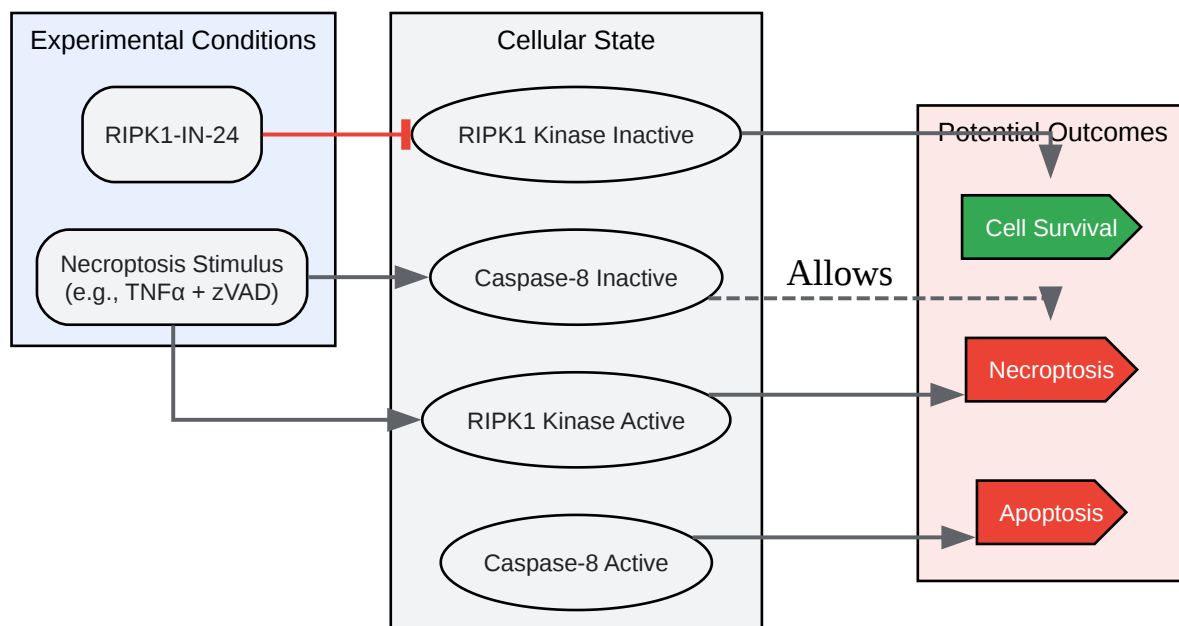 Experimental Conditions
RIPK1-IN-24
Necroptosis Stimulus
(e.g., TNFα + zVAD)
Cellular State
RIPK1 Kinase Inactive
Caspase-8 Inactive
RIPK1 Kinase Active
Caspase-8 Active
Allows
Potential Outcomes
Cell Survival
Necroptosis
Apoptosis